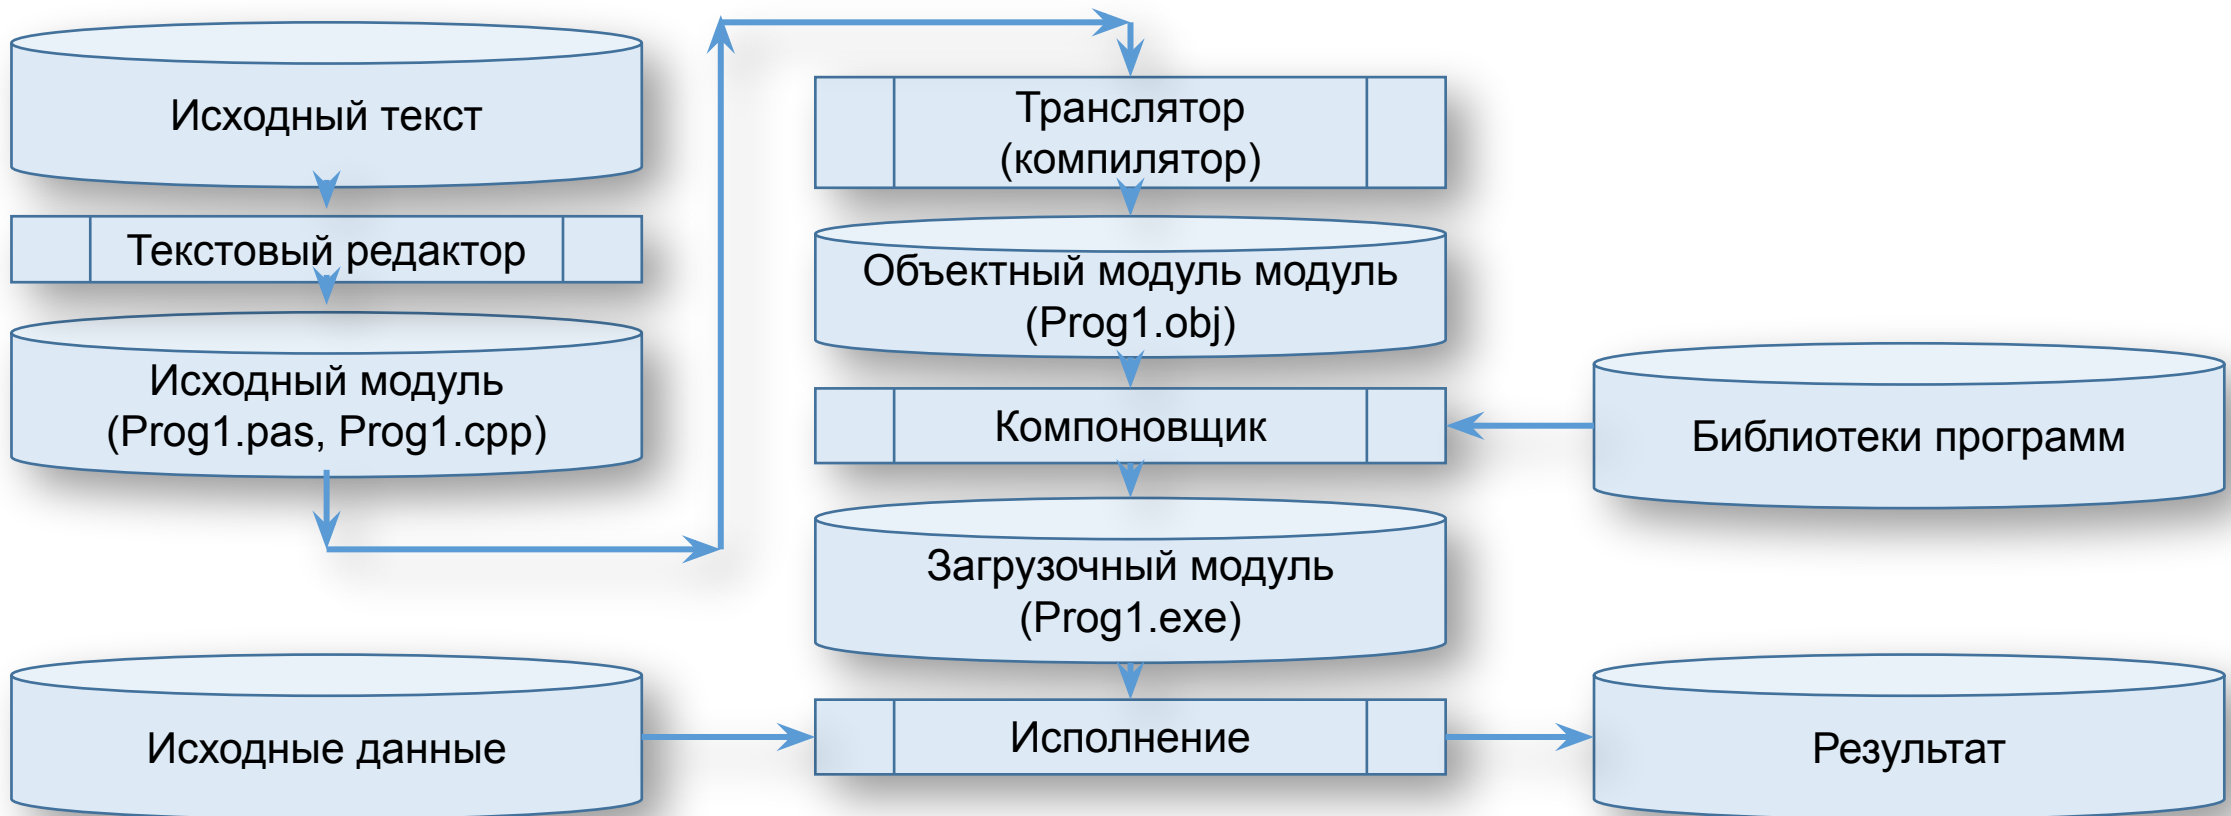 Исходный текст
Текстовый редактор
Исходный модуль
(Prog1.pas, Prog1.cpp)
Транслятор
(компилятор)
Объектный модуль модуль
(Prog1.obj)
Компоновщик
Библиотеки программ
Загрузочный модуль
(Prog1.exe)
Исходные данные
Исполнение
Результат